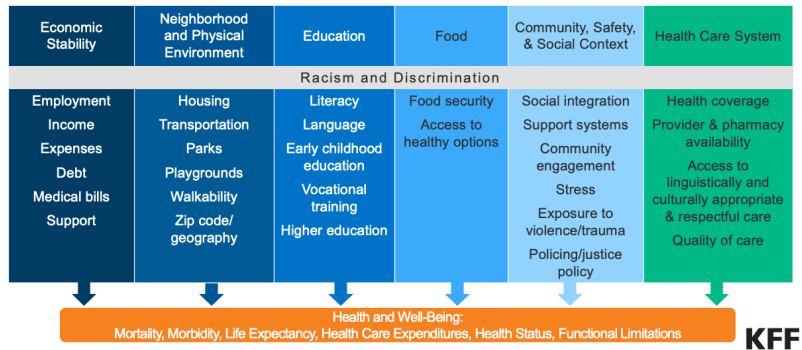 Economic
Stability
Neighborhood
and Physical
Environment
Education
Food
Community, Safety,
& Social Context
Health Care System
Racism and Discrimination
Employment
Income
Expenses
Debt
Medical bills
Support
Housing
Transportation
Parks
Playgrounds
Walkability
Zip code/
geography
Literacy
Language
Early childhood
education
Vocational
training
Higher education
Food security
Access to
healthy options
Social integration
Support systems
Community
engagement
Stress
Exposure to
violence/trauma
Policing/justice
policy
Health coverage
Provider & pharmacy
availability
Access to
linguistically and
culturally appropriate
& respectful care
Quality of care
Health and Well-Being:
Mortality, Morbidity, Life Expectancy, Health Care Expenditures, Health Status, Functional Limitations
KFF